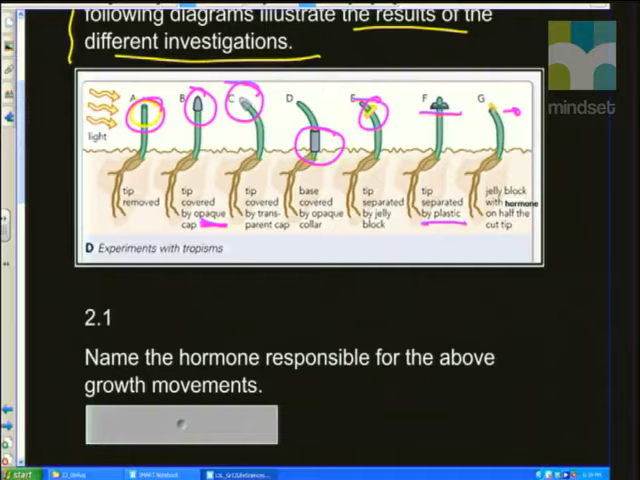 following diagrams illustrate the results of the
different investigations.
mindset
A B C D E F G
light
tip
removed
tip
covered
by opaque
cap
tip
covered
by trans-
parent cap
base
covered
by opaque
collar
tip
separated
by jelly
block
tip
separated
by plastic
jelly block
with hormone
on half the
cut tip
D Experiments with tropisms
2.1
Name the hormone responsible for the above
growth movements.
start
SMART Notebook